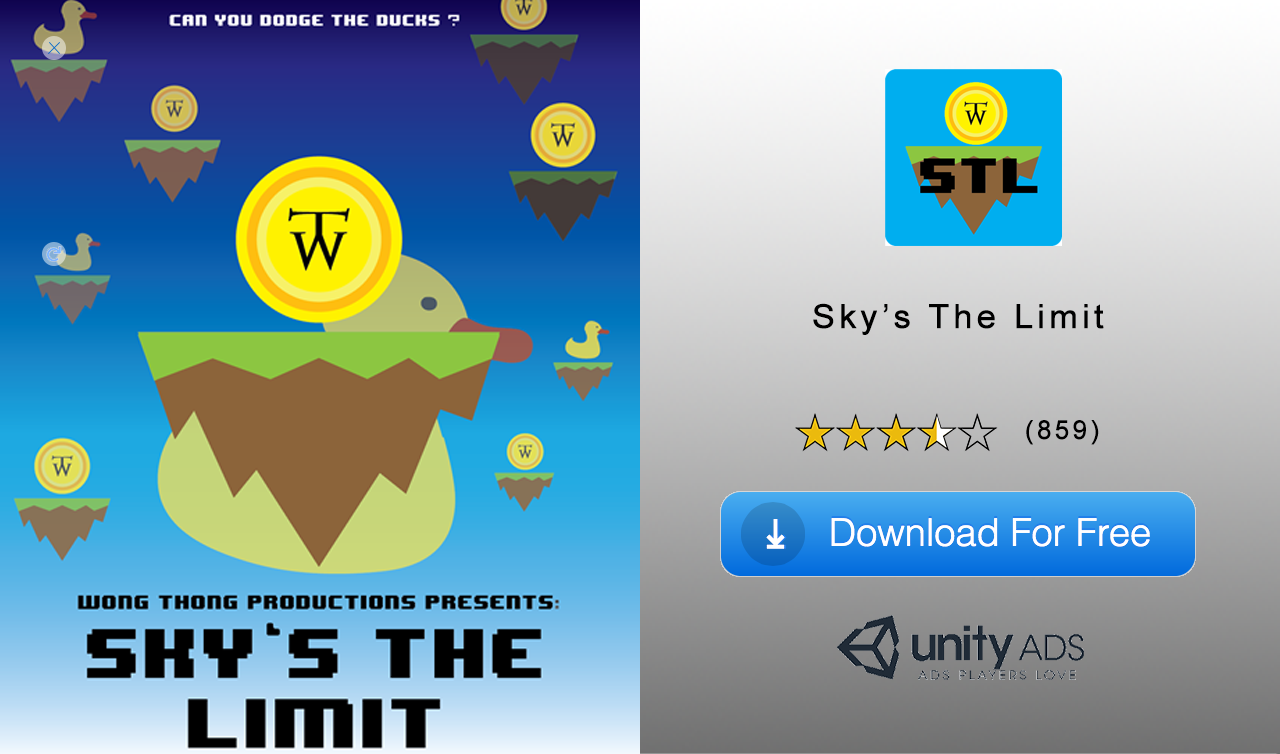 CAN YOU DODGE THE DUCKS ?
TW
TW
TW
TW
TW
TW
WONG THONG PRODUCTIONS PRESENTS:
SKY'S THE
LIMIT
TW
STL
Sky’s The Limit
(859)
Download For Free
unity ADS
ADS PLAYERS LOVE